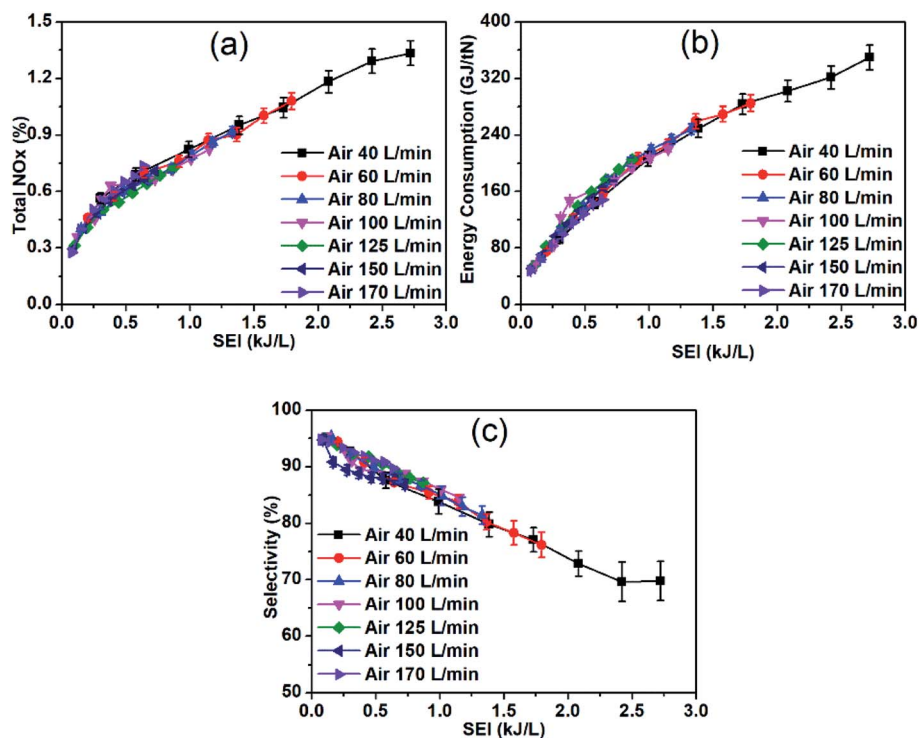 (a)
Total NOx (%)
1.5
1.2
0.9
0.6
0.3
0.0
Air 40 L/min
Air 60 L/min
Air 80 L/min
Air 100 L/min
Air 125 L/min
Air 150 L/min
Air 170 L/min
0.0 0.5 1.0 1.5 2.0 2.5 3.0
SEI (kJ/L)
(b)
Energy Consumption (GJ/tN)
400
320
240
160
80
0
Air 40 L/min
Air 60 L/min
Air 80 L/min
Air 100 L/min
Air 125 L/min
Air 150 L/min
Air 170 L/min
0.0 0.5 1.0 1.5 2.0 2.5 3.0
SEI (kJ/L)
(c)
Selectivity (%)
100
90
80
70
60
50
Air 40 L/min
Air 60 L/min
Air 80 L/min
Air 100 L/min
Air 125 L/min
Air 150 L/min
Air 170 L/min
0.0 0.5 1.0 1.5 2.0 2.5 3.0
SEI (kJ/L)